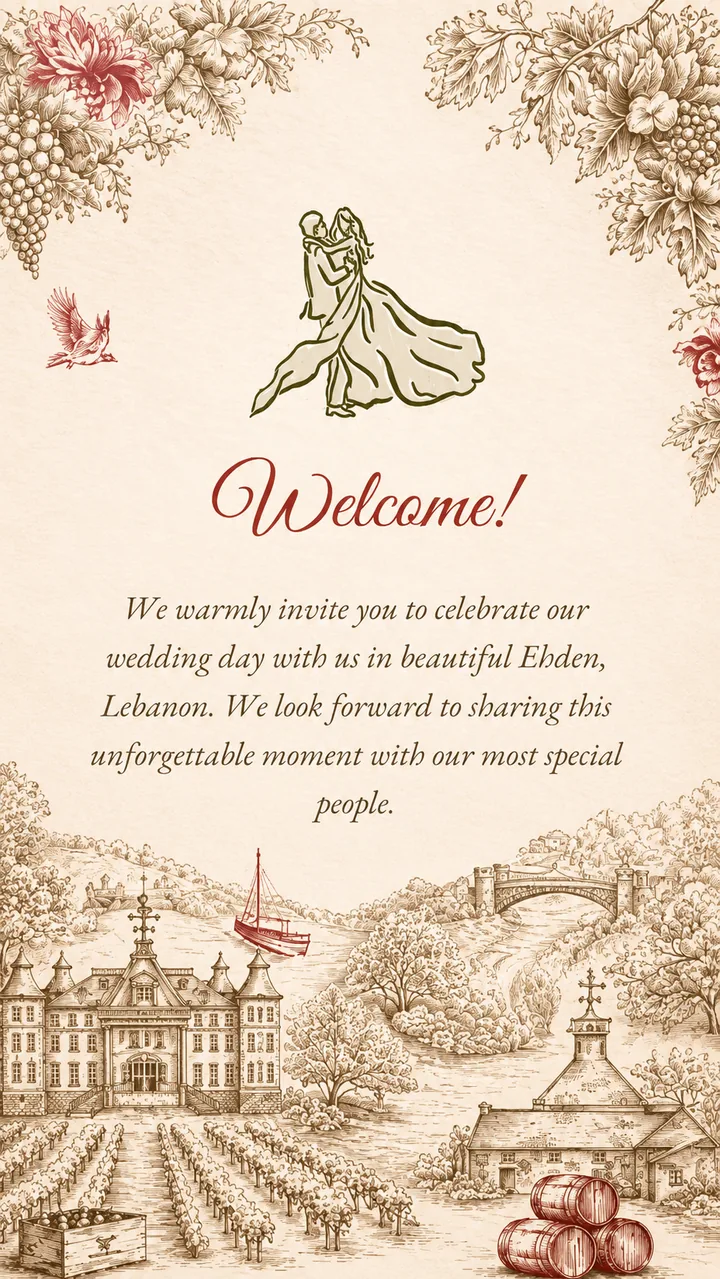 Welcome!
We warmly invite you to celebrate our
wedding day with us in beautiful Ehden,
Lebanon. We look forward to sharing this
unforgettable moment with our most special
people.